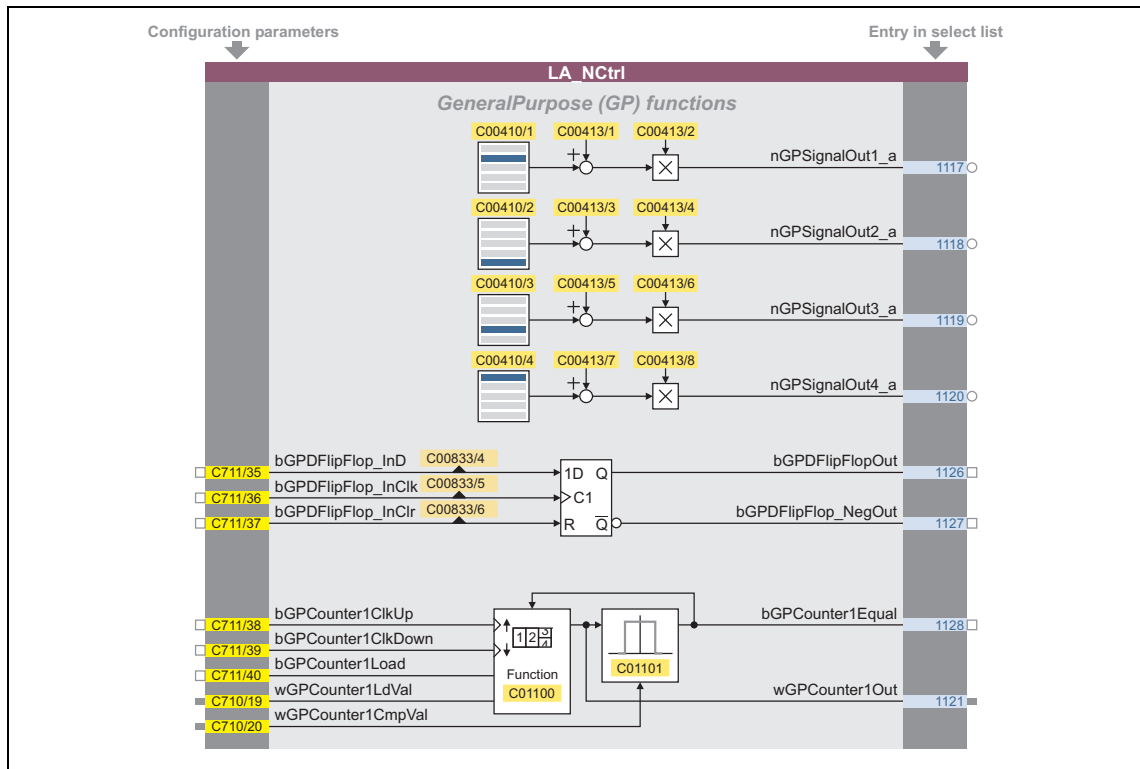 Configuration parameters
Entry in select list
LA_NCtrl
GeneralPurpose (GP) functions
C00410/1 C00413/1 C00413/2
+
nGPSignalOut1_a
1117
C00410/2 C00413/3 C00413/4
+
nGPSignalOut2_a
1118
C00410/3 C00413/5 C00413/6
+
nGPSignalOut3_a
1119
C00410/4 C00413/7 C00413/8
+
nGPSignalOut4_a
1120
C711/35 bGPDFlipFlop_InD C00833/4 1D Q bGPDFlipFlopOut 1126
C711/36 bGPDFlipFlop_InClk C00833/5 C1
C711/37 bGPDFlipFlop_InClr C00833/6 R Q bGPDFlipFlop_NegOut 1127
C711/38 bGPCounter1ClkUp bGPCounter1Equal 1128
C711/39 bGPCounter1ClkDown 1 2 3 4
C711/40 bGPCounter1Load Function C01101
C710/19 wGPCounter1LdVal C01100 wGPCounter1Out 1121
C710/20 wGPCounter1CmpVal